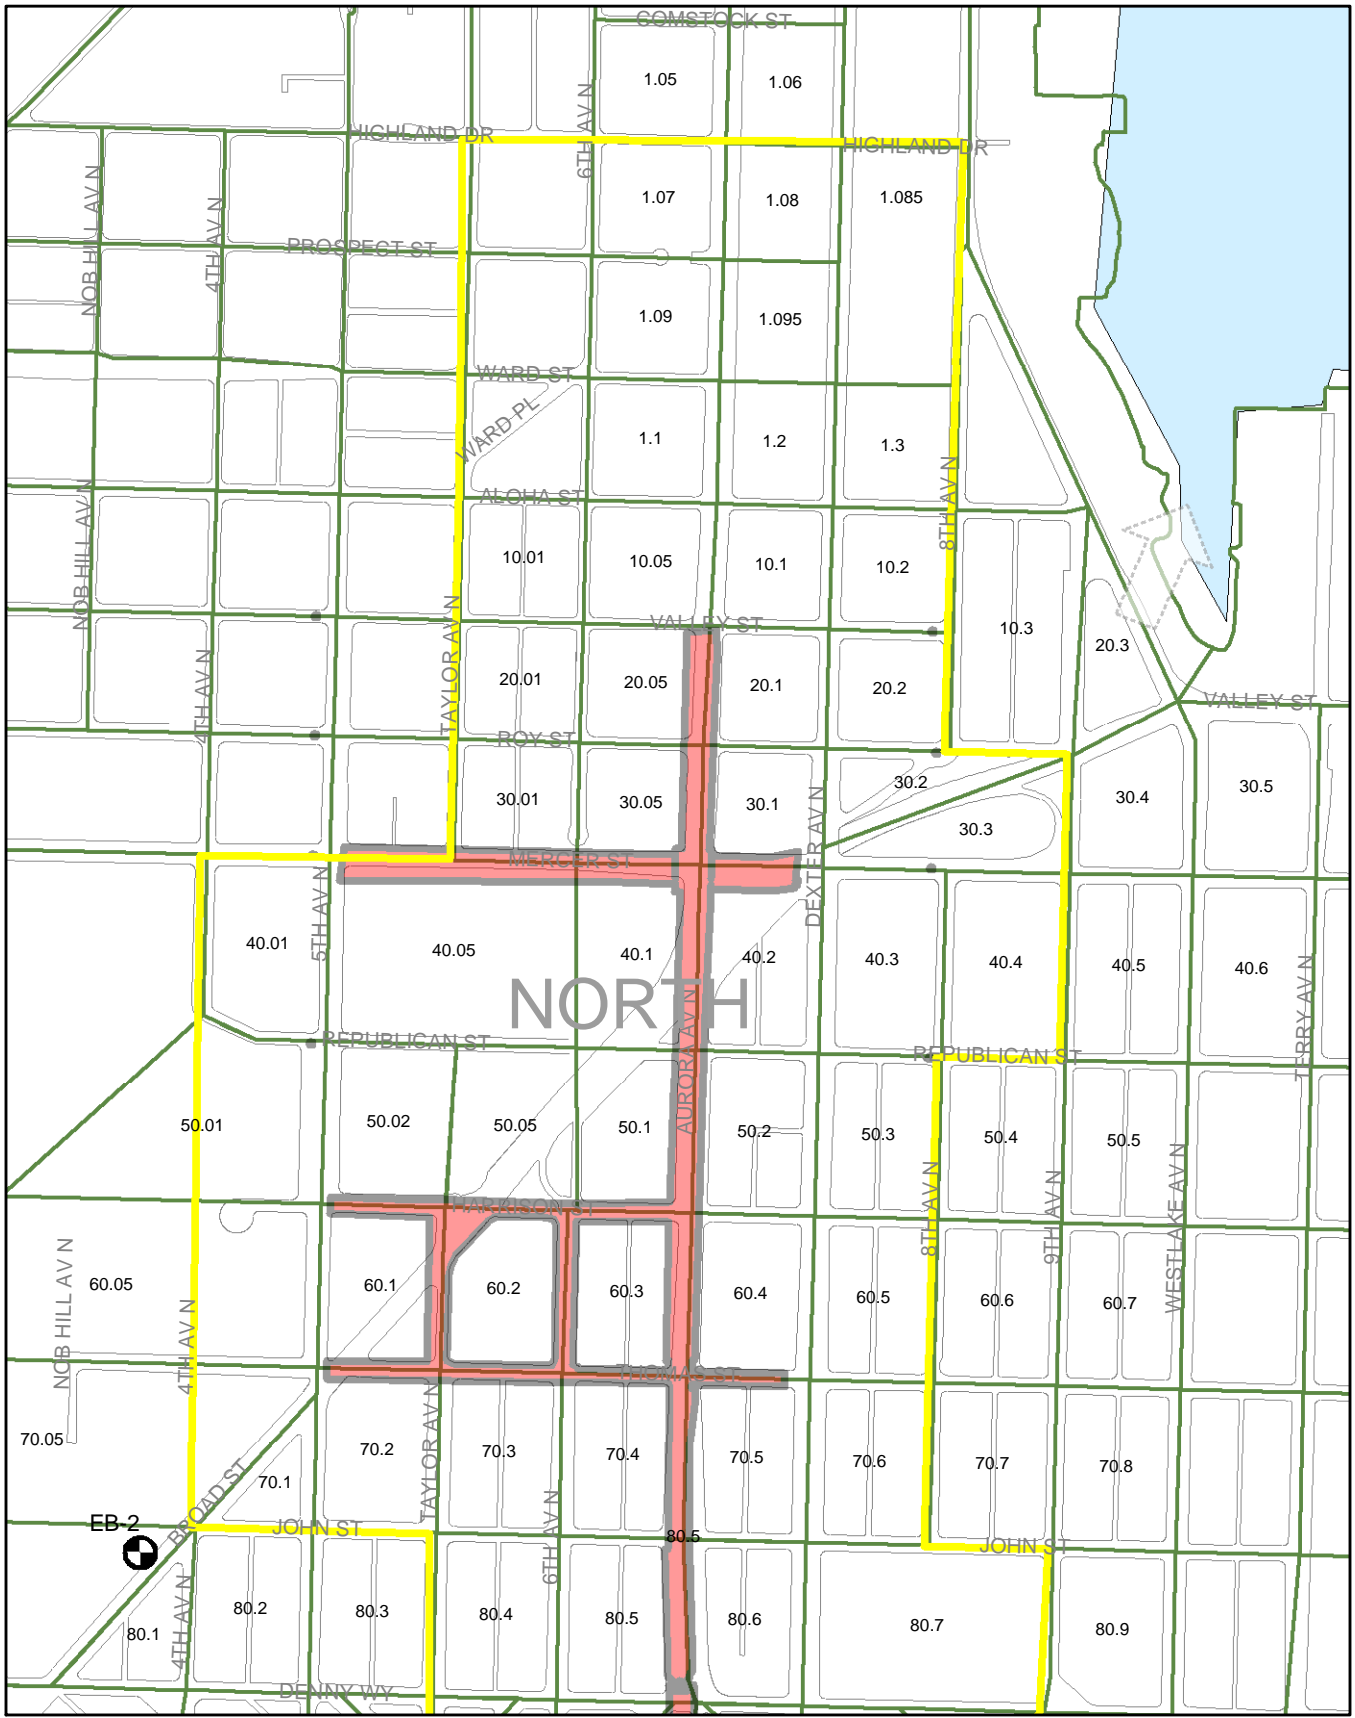 COMSTOCK ST
1.05
1.06
6TH AV N
HIGHLAND DR
HIGHLAND DR
NOB HILL AV N
4TH AV N
1.07
1.08
1.085
PROSPECT ST
1.09
1.095
WARD ST
WARD PL
1.1
1.2
1.3
8TH AV N
NOB HILL AV N
ALOHA ST
10.01
10.05
10.1
10.2
10.3
VALLEY ST
20.3
TAYLOR AV N
4TH AV N
20.01
20.05
20.1
20.2
VALLEY ST
ROY ST
30.01
30.05
30.1
30.2
30.3
30.4
30.5
DEXTER AV N
MERCER ST
5TH AV N
40.01
40.05
40.1
40.2
40.3
40.4
40.5
40.6
NORTH
AURORA AV N
TERRY AV N
REPUBLICAN ST
REPUBLICAN ST
50.01
50.02
50.05
50.1
50.2
50.3
50.4
50.5
HARRISON ST
8TH AV N
9TH AV N
WESTLAKE AV N
NOB HILL AV N
60.05
4TH AV N
60.1
60.2
60.3
60.4
60.5
60.6
60.7
THOMAS ST
70.05
70.1
70.2
TAYLOR AV N
70.3
70.4
70.5
70.6
70.7
70.8
BROAD ST
EB-2
JOHN ST
6TH AV N
80.5
JOHN ST
4TH AV N
80.1
80.2
80.3
80.4
80.5
80.6
80.7
80.9
DENNY WY